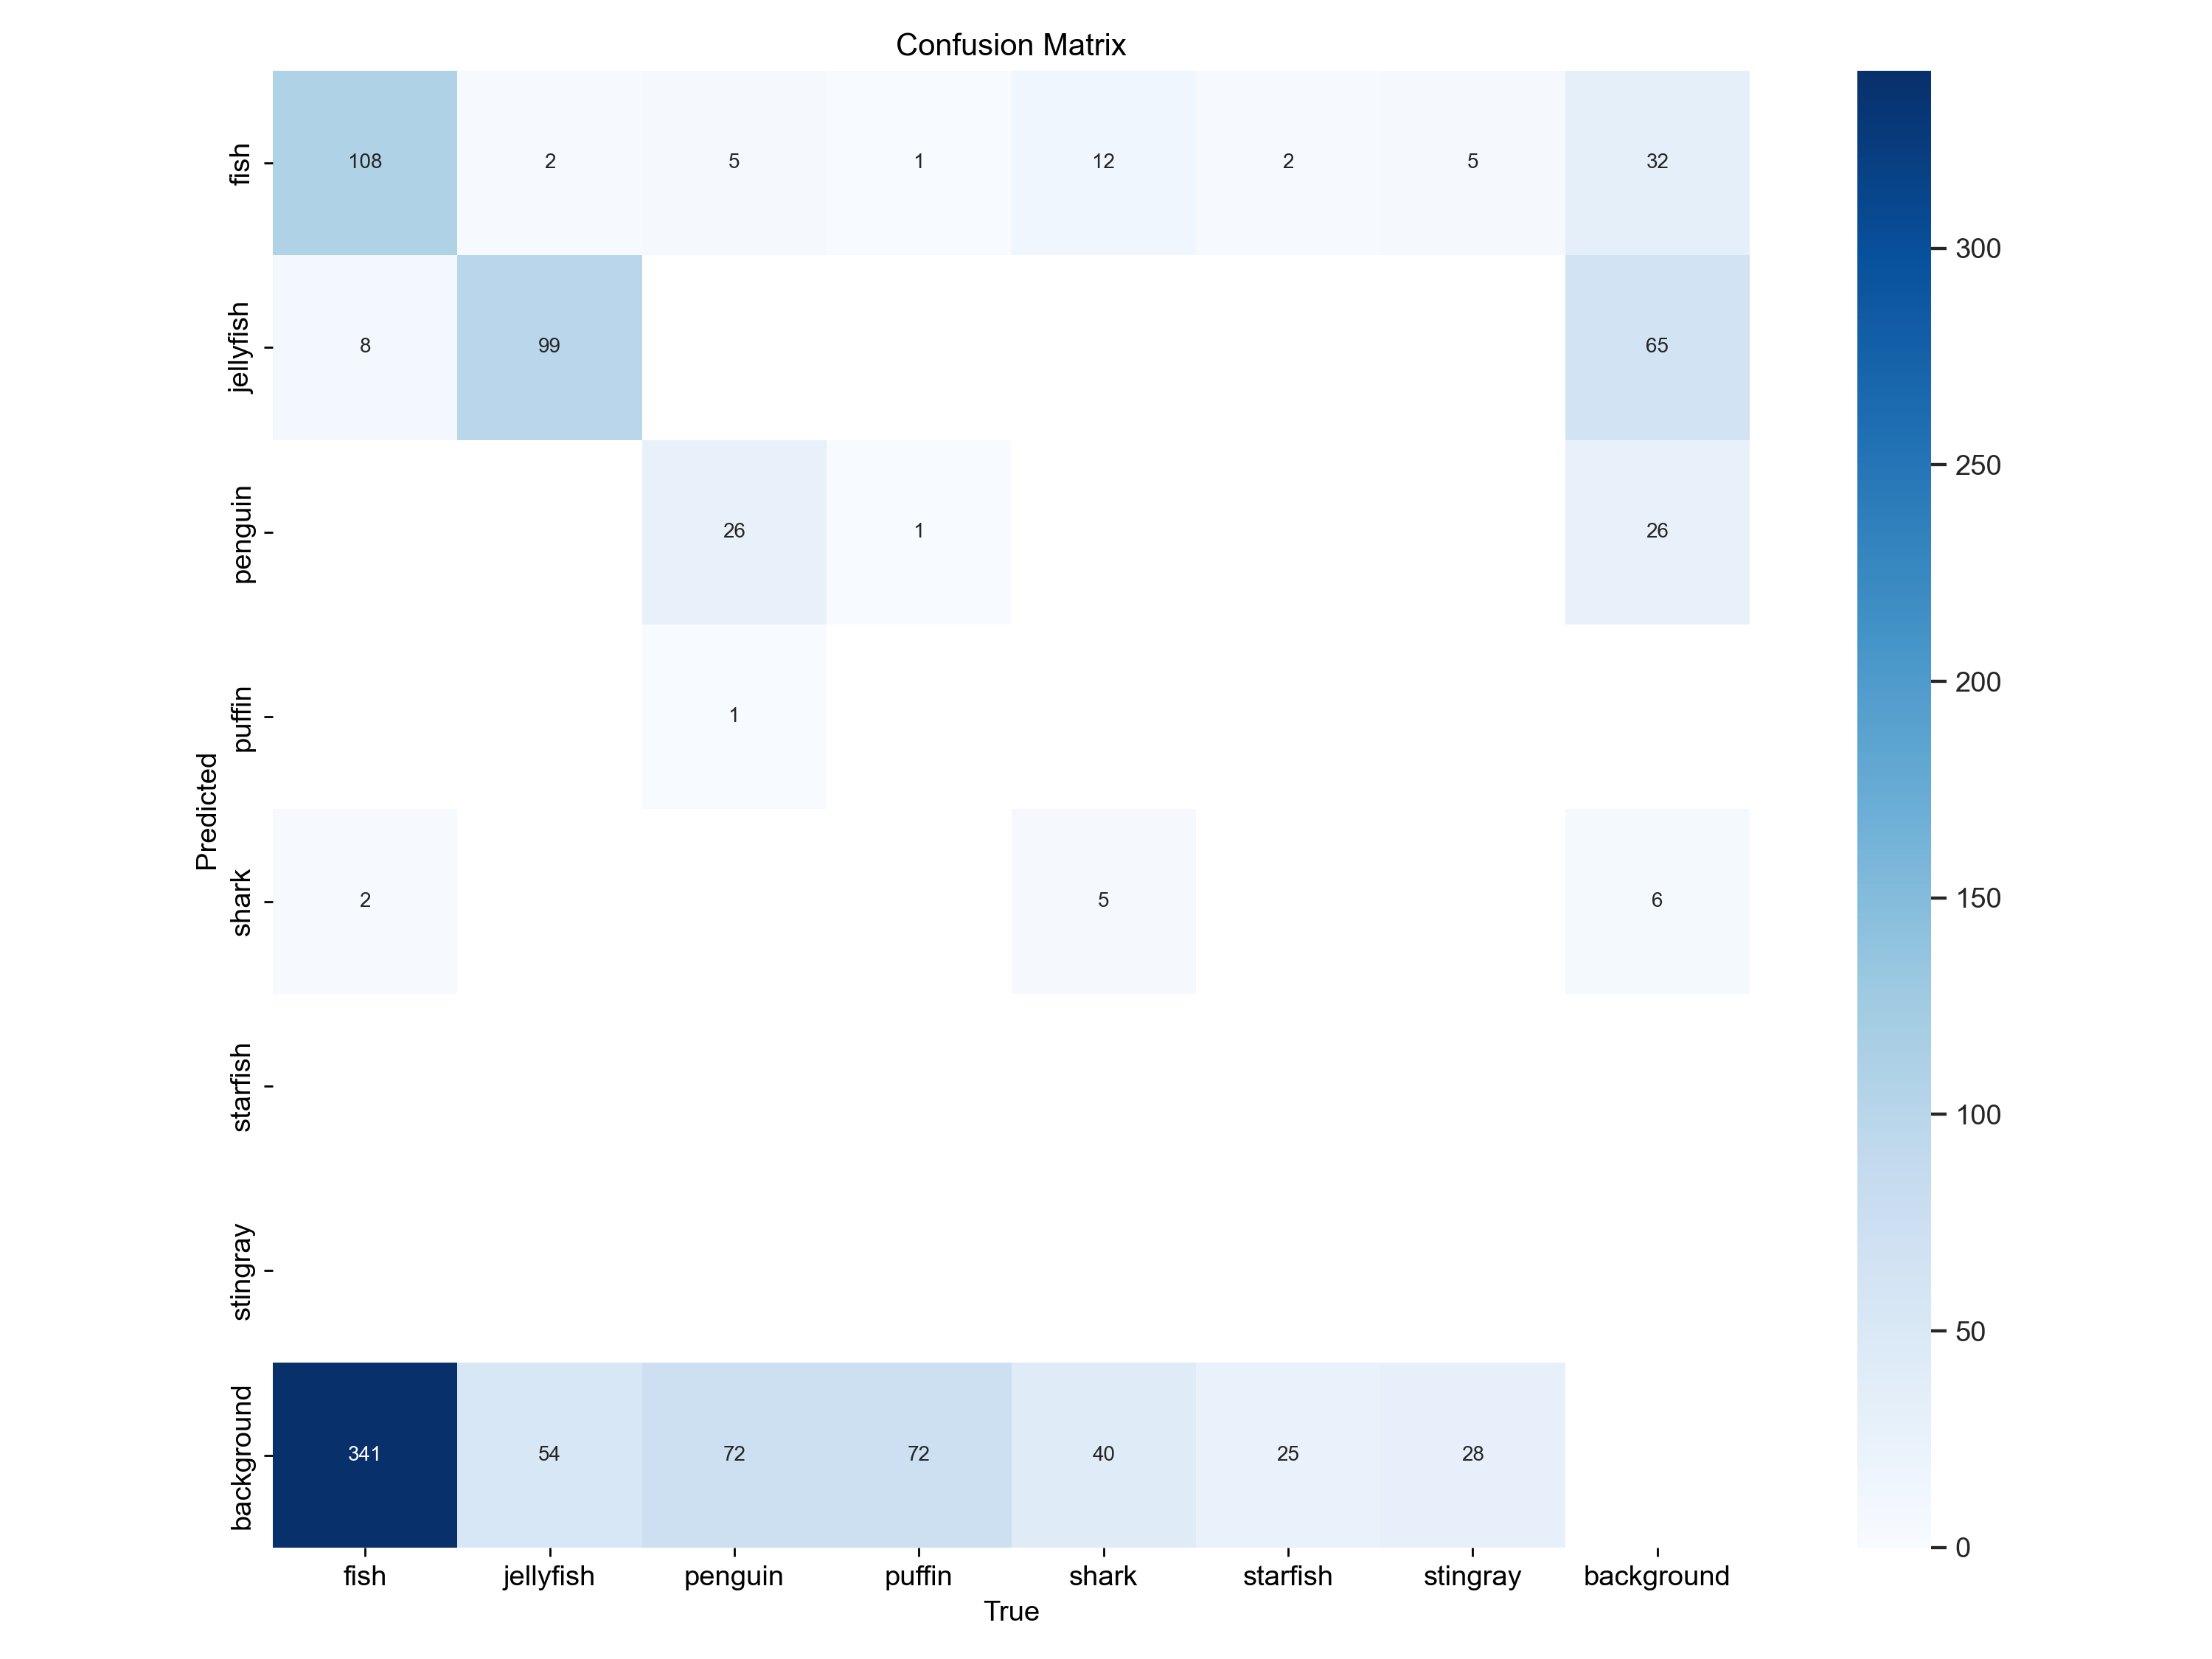 Confusion Matrix
fish 108 2 5 1 12 2 5 32
jellyfish 8 99 65
penguin 26 1 26
puffin 1
shark 2 5 6
starfish
stingray
background 341 54 72 72 40 25 28
fish jellyfish penguin puffin shark starfish stingray background
True
Predicted
300
250
200
150
100
50
0